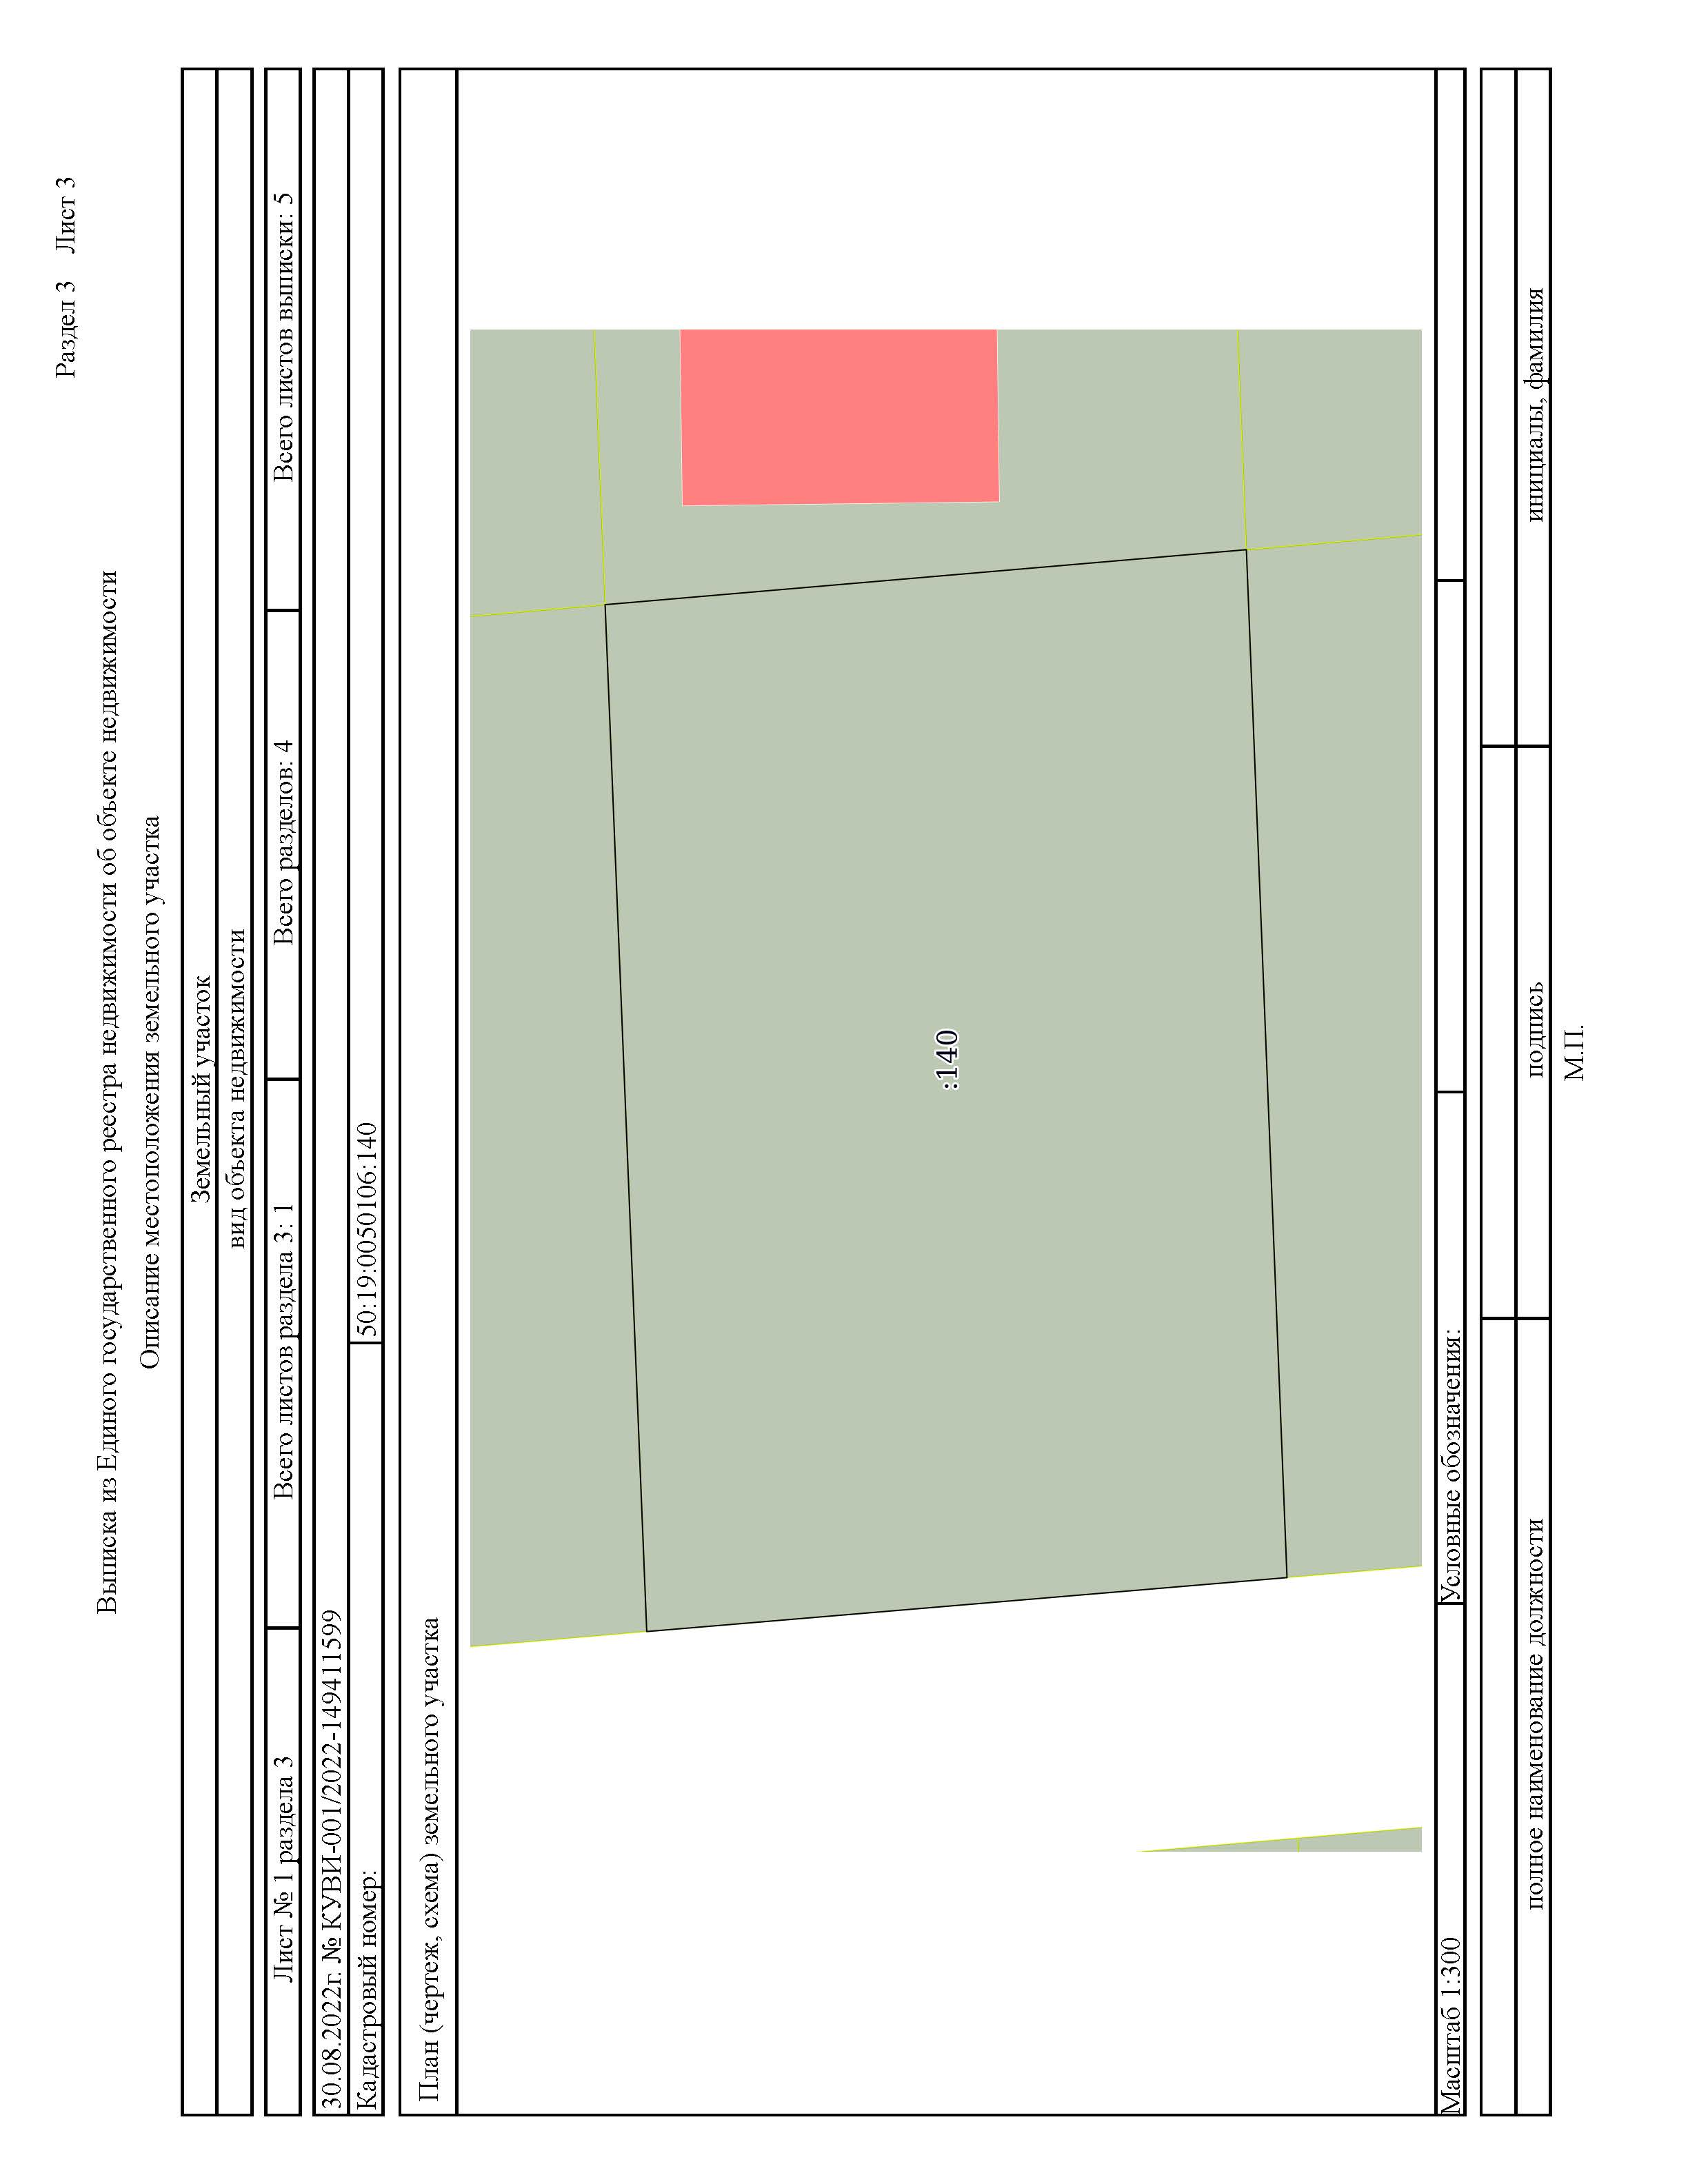 Раздел 3 Лист 3
Выписка из Единого государственного реестра недвижимости об объекте недвижимости
Описание местоположения земельного участка
Земельный участок
вид объекта недвижимости
Лист № 1 раздела 3 Всего листов раздела 3: 1 Всего разделов: 4 Всего листов выписки: 5
30.08.2022г. № КУВИ-001/2022-149411599
Кадастровый номер: 50:19:0050106:140
План (чертеж, схема) земельного участка
:140
Масштаб 1:300 Условные обозначения:
полное наименование должности подпись инициалы, фамилия
М.П.